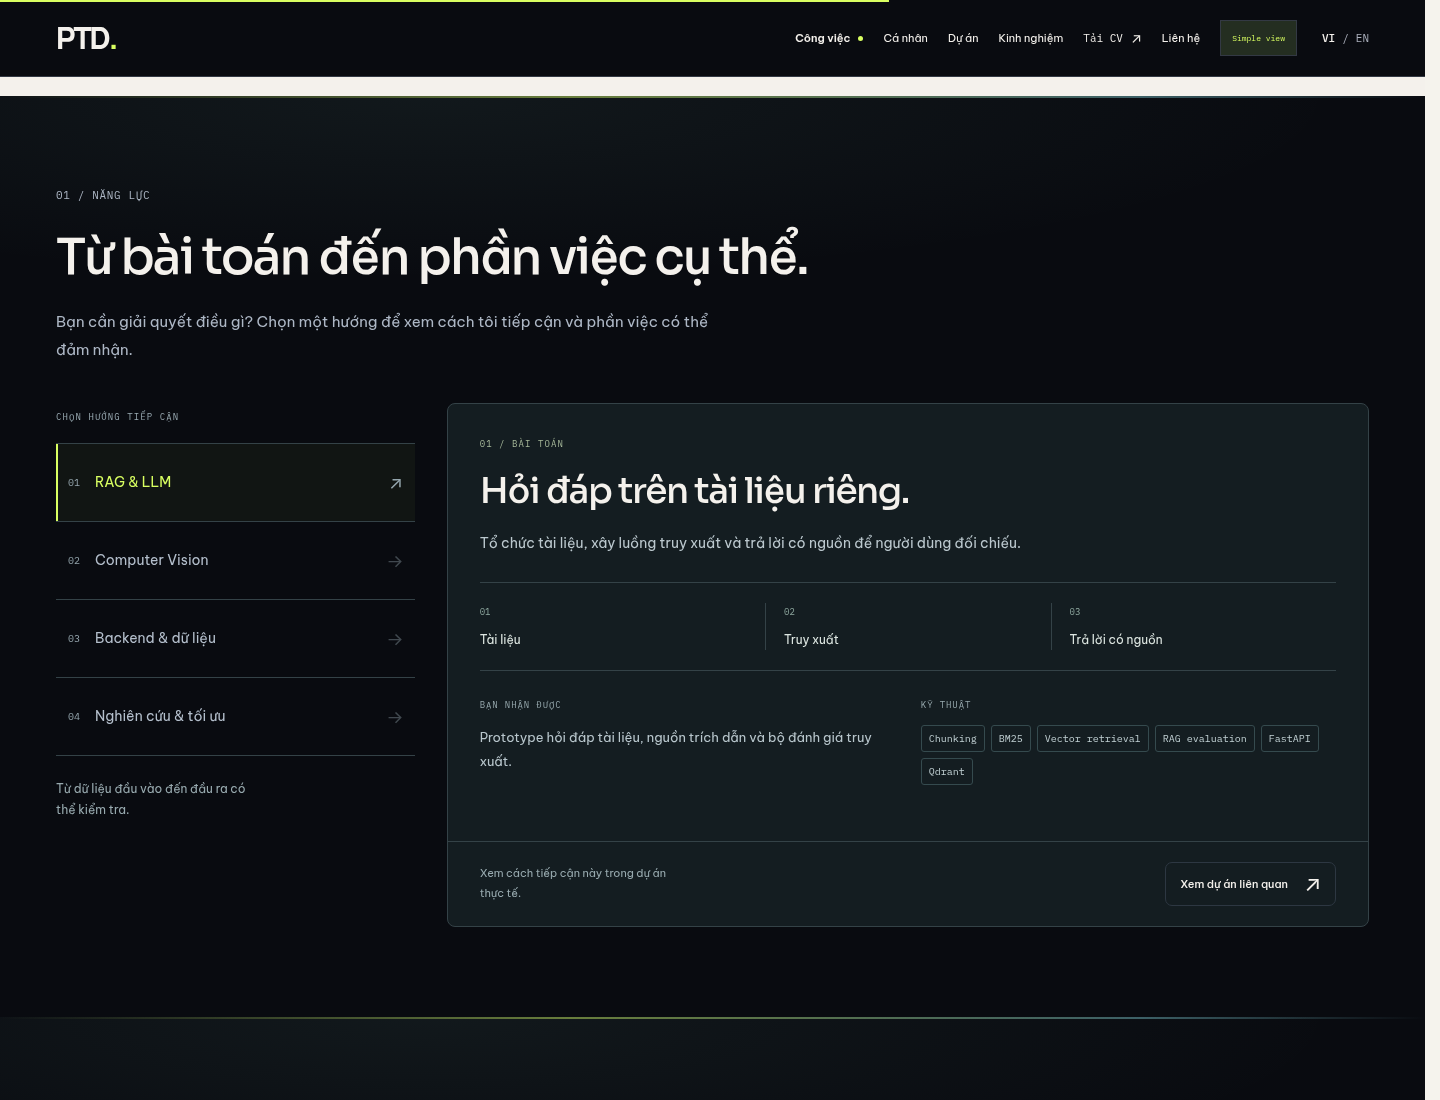 PTD.
Công việc
Cá nhân
Dự án
Kinh nghiệm
Tải CV
Liên hệ
Simple view
VI / EN
01 / NĂNG LỰC
Từ bài toán đến phần việc cụ thể.
Bạn cần giải quyết điều gì? Chọn một hướng để xem cách tôi tiếp cận và phần việc có thể
đảm nhận.
CHỌN HƯỚNG TIẾP CẬN
01 RAG & LLM
02 Computer Vision
03 Backend & dữ liệu
04 Nghiên cứu & tối ưu
Từ dữ liệu đầu vào đến đầu ra có
thể kiểm tra.
01 / BÀI TOÁN
Hỏi đáp trên tài liệu riêng.
Tổ chức tài liệu, xây luồng truy xuất và trả lời có nguồn để người dùng đối chiếu.
01
Tài liệu
02
Truy xuất
03
Trả lời có nguồn
BẠN NHẬN ĐƯỢC
Prototype hỏi đáp tài liệu, nguồn trích dẫn và bộ đánh giá truy
xuất.
KỸ THUẬT
Chunking
BM25
Vector retrieval
RAG evaluation
FastAPI
Qdrant
Xem cách tiếp cận này trong dự án
thực tế.
Xem dự án liên quan